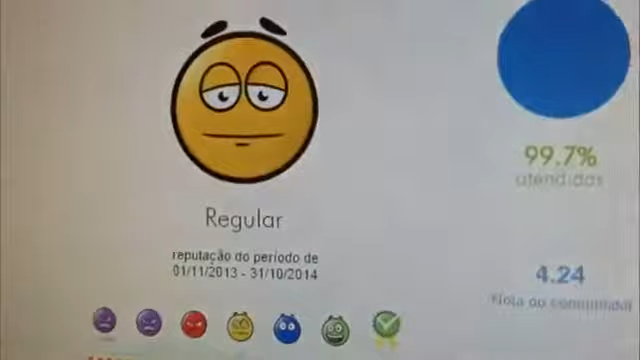 99.7%
atendidas
Regular
reputação do período de
01/11/2013 - 31/10/2014
4.24
Nota do consumidor